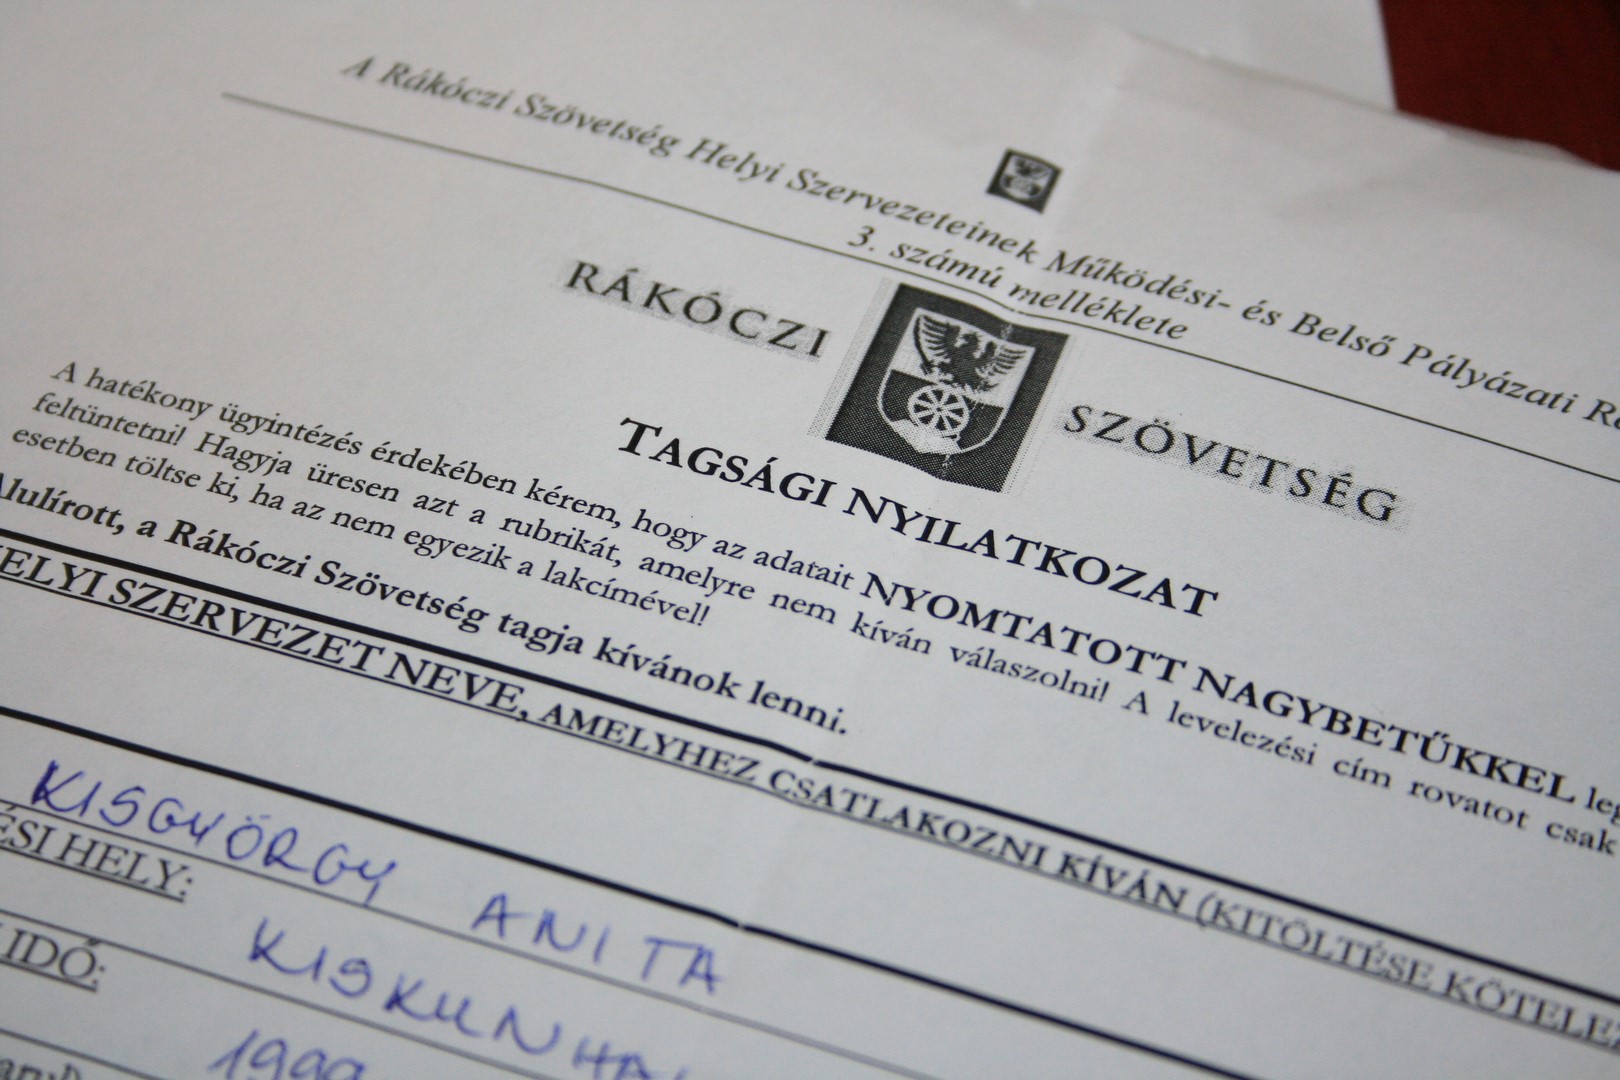 A Rákóczi Szövetség Helyi Szervezeteinek Működési- és Belső Pályázati
3. számú melléklete
RÁKÓCZI SZÖVETSÉG
TAGSÁGI NYILATKOZAT
A hatékony ügyintézés érdekében kérem, hogy az adatait NYOMTATOTT NAGYBETŰKKEL
feltüntetni! Hagyja üresen azt a rubrikát, amelyre nem kíván válaszolni! A levelezési cím rovatot csak
esetben töltse ki, ha az nem egyezik a lakcímével!
Alulírott, a Rákóczi Szövetség tagja kívánok lenni.
HELYI SZERVEZET NEVE, AMELYHEZ CSATLAKOZNI KÍVÁN (KITÖLTÉSE KÖTELEZ
KISGYÖRGY ANITA
ÉSI HELY: KISKUNHA
IDŐ: 1999